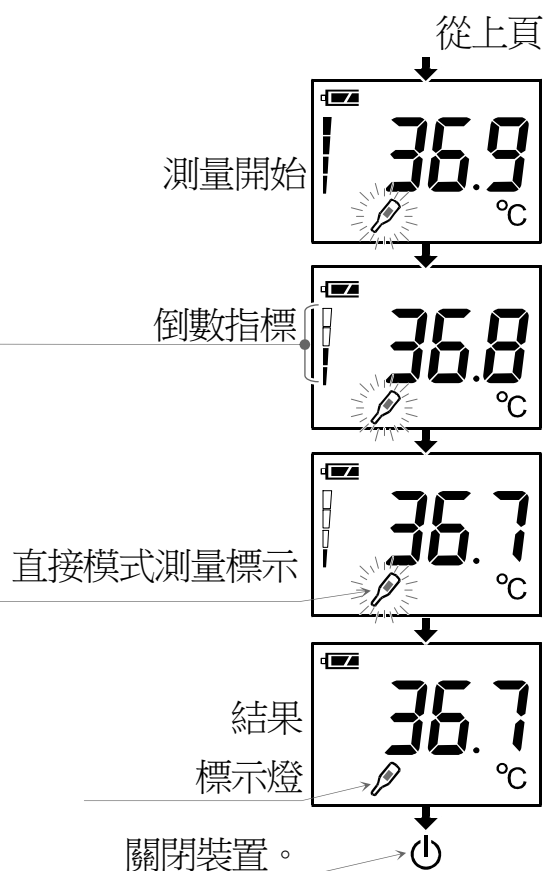 從上頁
測量開始
36.9
°C
倒數指標
36.8
°C
直接模式測量標示
36.7
°C
結果
36.7
標示燈
°C
關閉裝置。